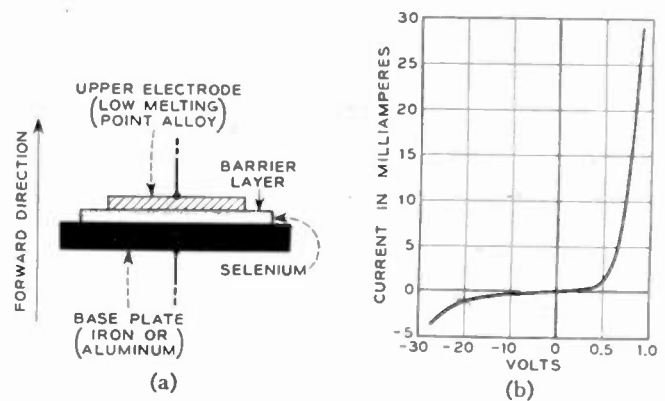 FORWARD DIRECTION
UPPER ELECTRODE
(LOW MELTING
POINT ALLOY)
BARRIER
LAYER
SELENIUM
BASE PLATE
(IRON OR
ALUMINUM)
(a)
CURRENT IN MILLIAMPERES
30
25
20
15
10
5
0
-5
-30 -20 -10 0 0.5 1.0
VOLTS
(b)